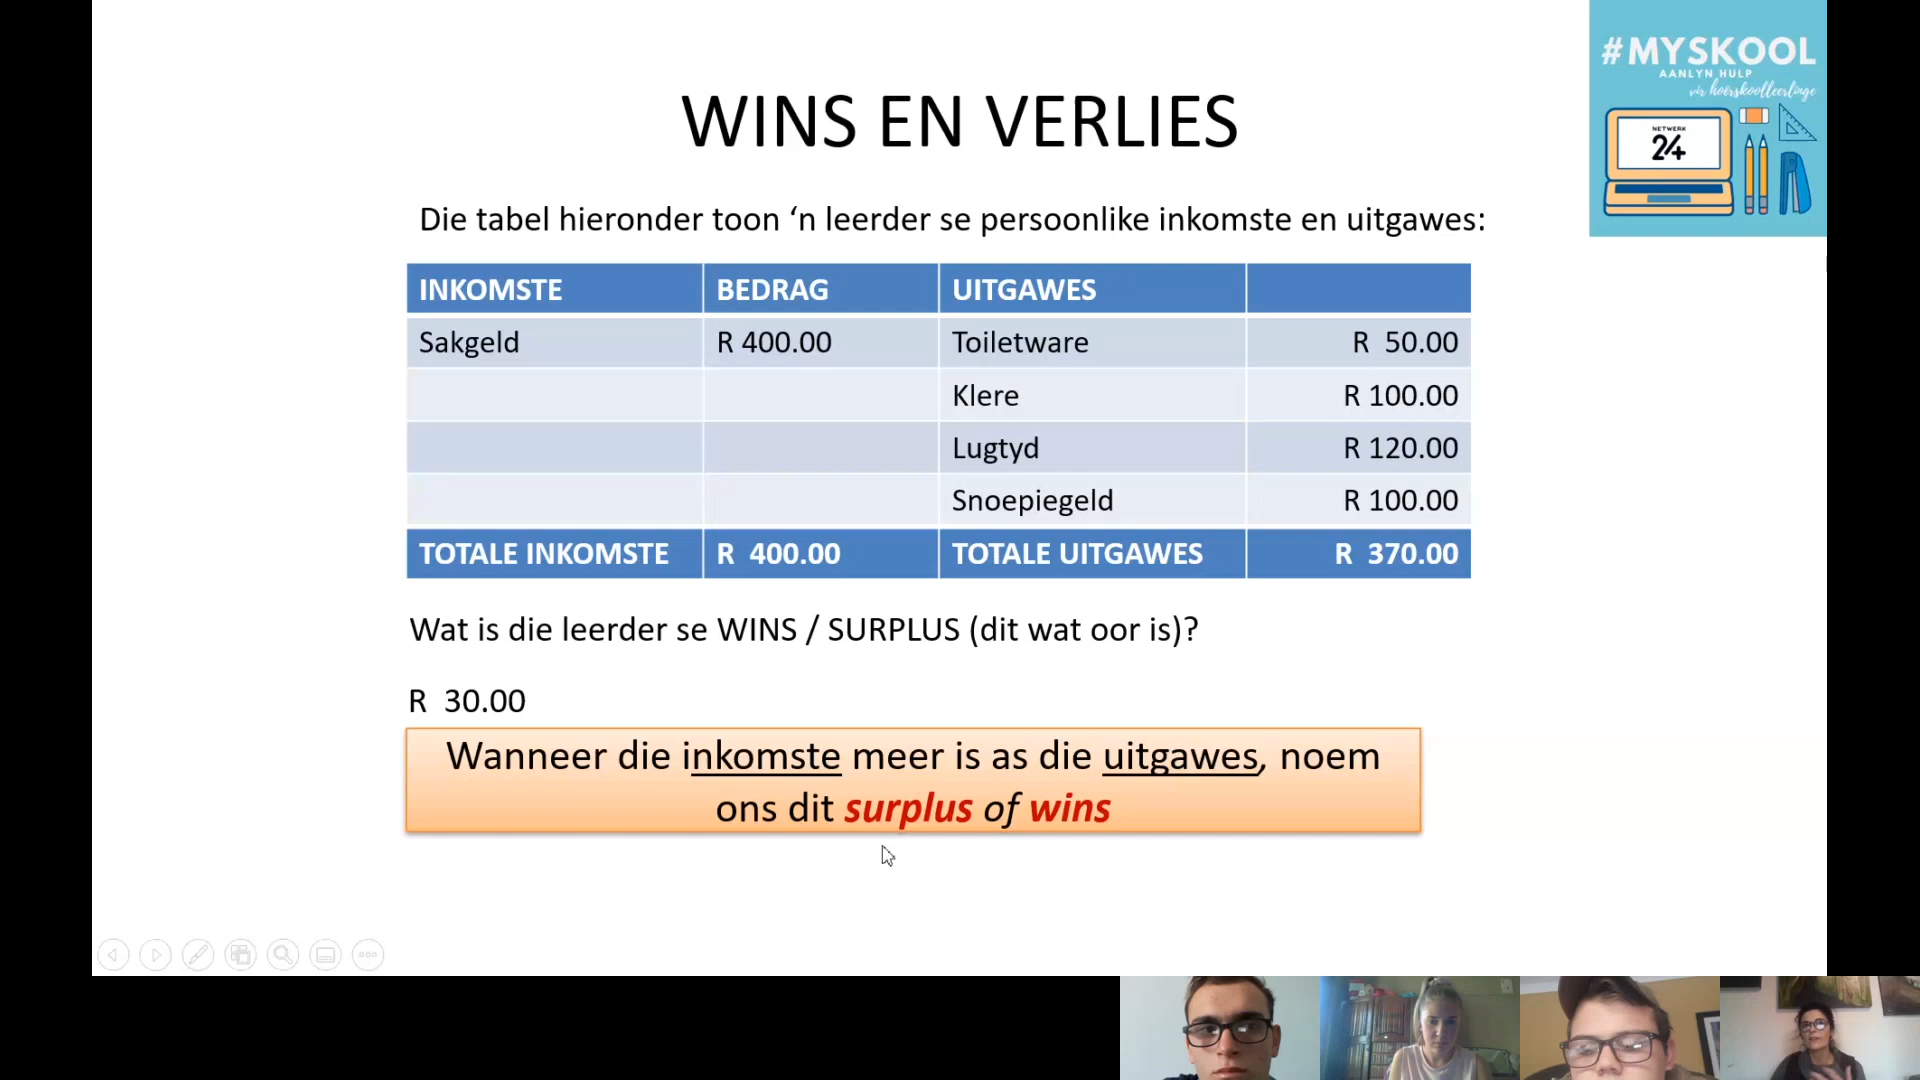 #MYSKOOL
AANLYN HULP
vir hoërskoolleerlinge
NETWERK
24
WINS EN VERLIES
Die tabel hieronder toon ‘n leerder se persoonlike inkomste en uitgawes:
INKOMSTE BEDRAG UITGAWES
Sakgeld R 400.00 Toiletware R 50.00
Klere R 100.00
Lugtyd R 120.00
Snoepiegeld R 100.00
TOTALE INKOMSTE R 400.00 TOTALE UITGAWES R 370.00
Wat is die leerder se WINS / SURPLUS (dit wat oor is)?
R 30.00
Wanneer die inkomste meer is as die uitgawes, noem
ons dit surplus of wins